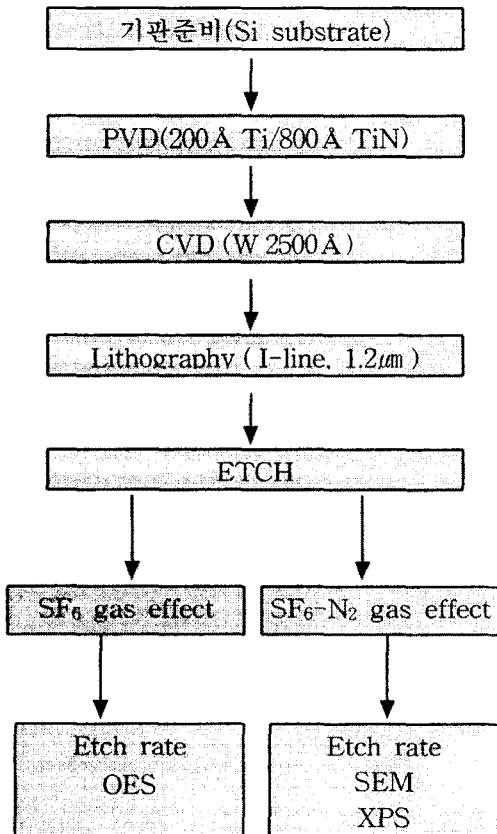 기관준비(Si substrate)
PVD(200Å Ti/800Å TiN)
CVD (W 2500Å)
Lithography ( I-line, 1.2㎛ )
ETCH
SF₆ gas effect
SF₆-N₂ gas effect
Etch rate
OES
Etch rate
SEM
XPS